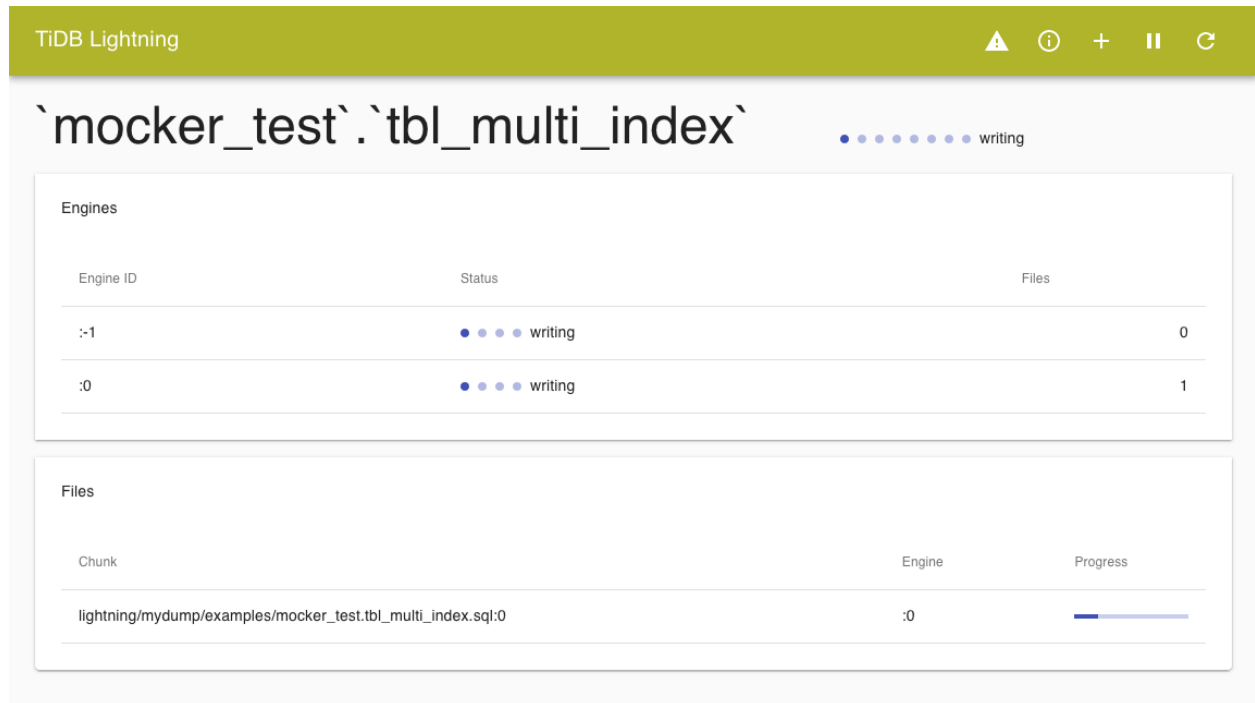 TiDB Lightning
`mocker_test`.`tbl_multi_index` writing
Engines
Engine ID Status Files
:-1 writing 0
:0 writing 1
Files
Chunk Engine Progress
lightning/mydump/examples/mocker_test.tbl_multi_index.sql:0 :0